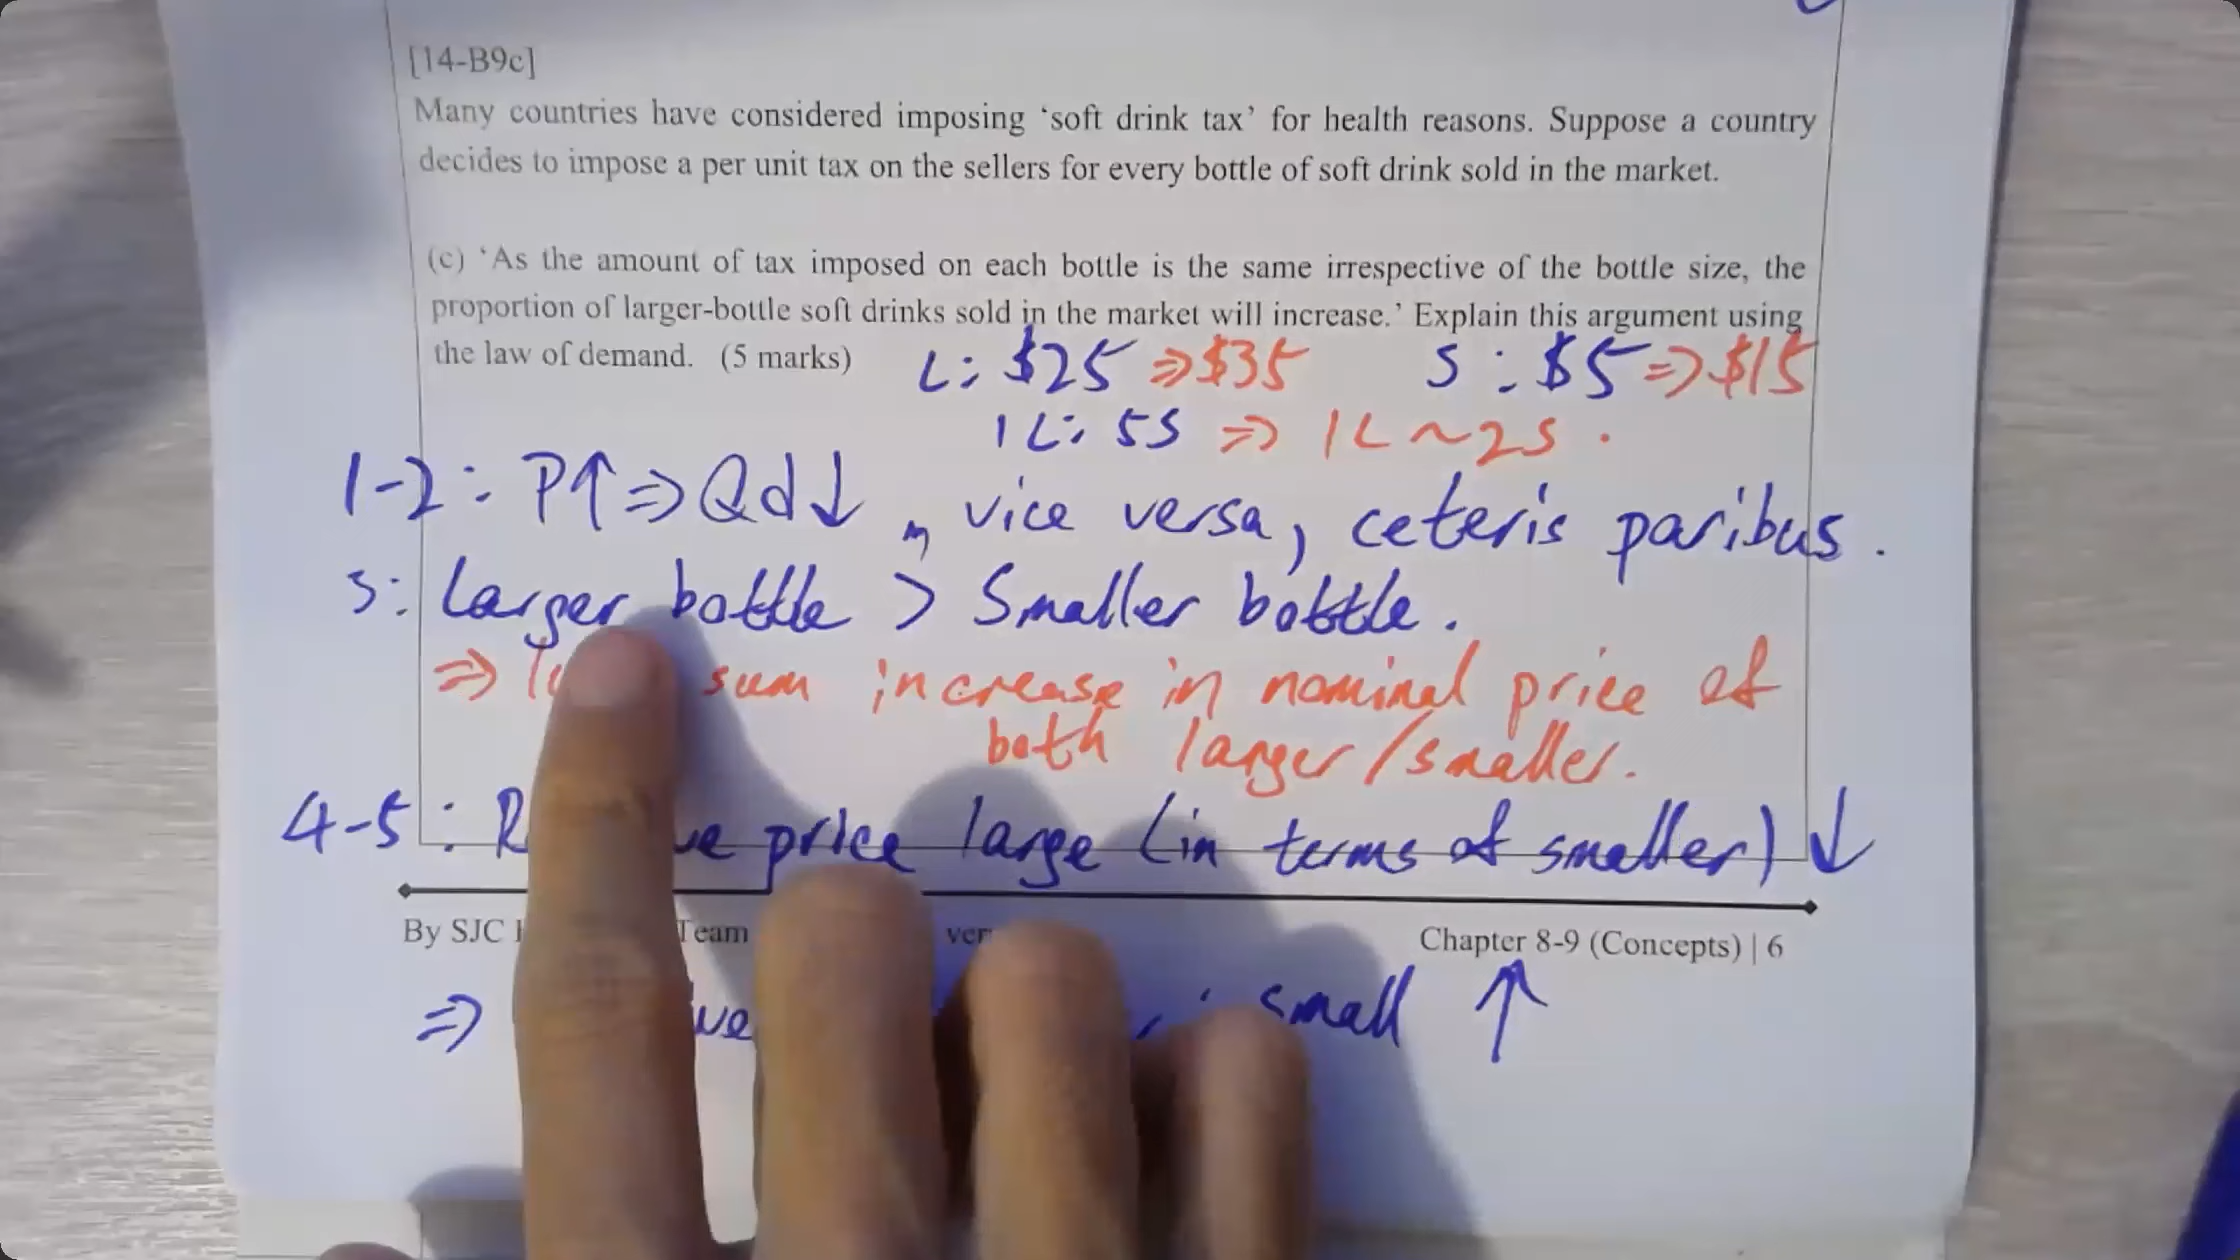 [14-B9c]
Many countries have considered imposing ‘soft drink tax’ for health reasons. Suppose a country
decides to impose a per unit tax on the sellers for every bottle of soft drink sold in the market.
(c) ‘As the amount of tax imposed on each bottle is the same irrespective of the bottle size, the
proportion of larger-bottle soft drinks sold in the market will increase.’ Explain this argument using
the law of demand. (5 marks)
L: $25 ⇒ $35 S: $5 ⇒ $15
1L: 5S ⇒ 1L ~ 2S .
1-2: P↑ ⇒ Qd↓, vice versa, ceteris paribus.
3: Larger bottle > Smaller bottle.
⇒ sum increase in nominal price of
both larger/smaller.
4-5: price large (in terms of smaller) ↓
By SJC Team Chapter 8-9 (Concepts) | 6
⇒ small ↑